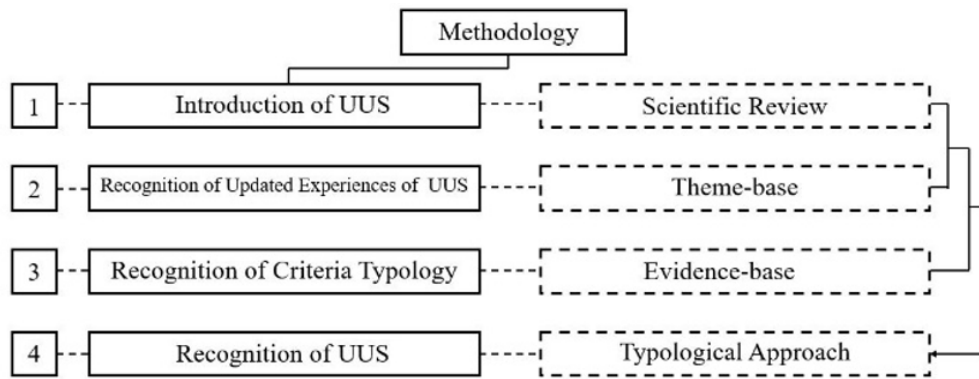 Methodology
1 Introduction of UUS Scientific Review
2 Recognition of Updated Experiences of UUS Theme-base
3 Recognition of Criteria Typology Evidence-base
4 Recognition of UUS Typological Approach